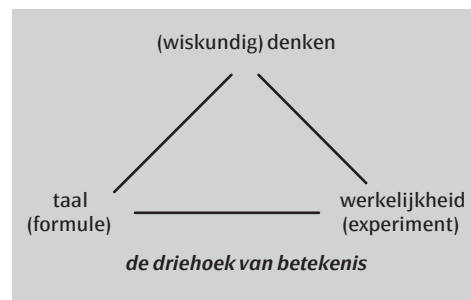 (wiskundig) denken
taal
(formule)
werkelijkheid
(experiment)
de driehoek van betekenis